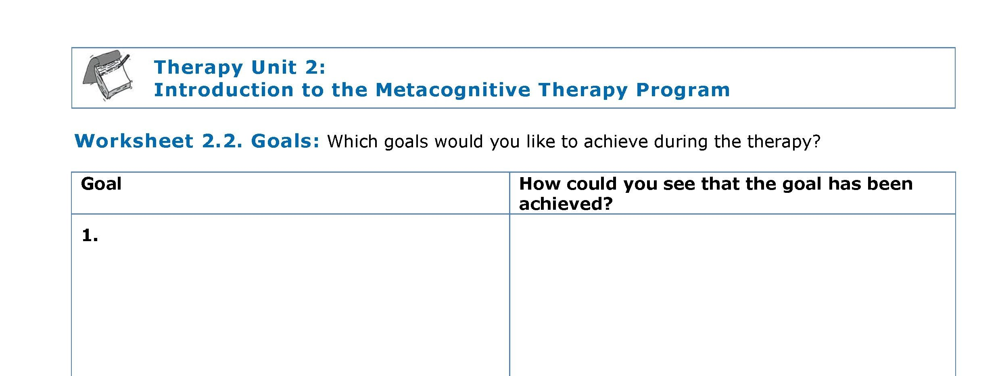 Therapy Unit 2:
Introduction to the Metacognitive Therapy Program
Worksheet 2.2. Goals: Which goals would you like to achieve during the therapy?
Goal
How could you see that the goal has been
achieved?
1.